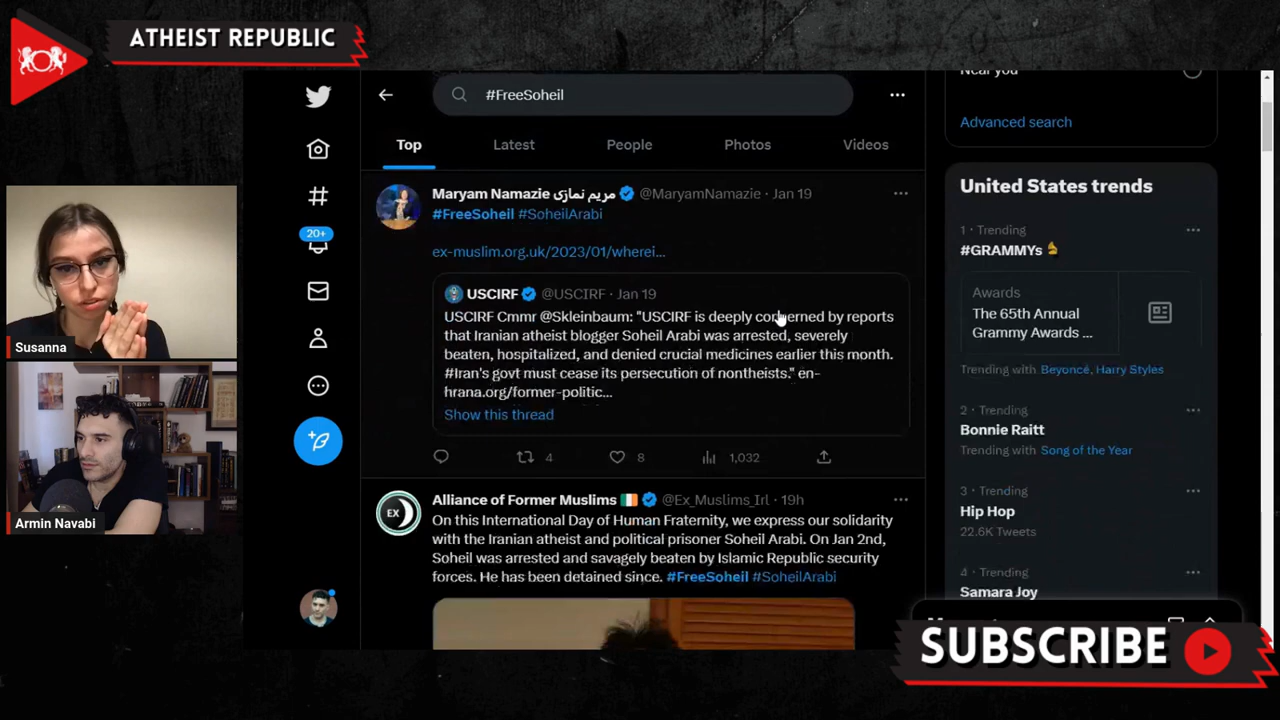 ATHEIST REPUBLIC
#FreeSoheil
Near you
Advanced search
Top
Latest
People
Photos
Videos
Maryam Namazie مریم نمازی @MaryamNamazie · Jan 19
#FreeSoheil #SoheilArabi
ex-muslim.org.uk/2023/01/wherei...
USCIRF @USCIRF · Jan 19
USCIRF Cmmr @Skleinbaum: "USCIRF is deeply concerned by reports
that Iranian atheist blogger Soheil Arabi was arrested, severely
beaten, hospitalized, and denied crucial medicines earlier this month.
#Iran's govt must cease its persecution of nontheists." en-
hrana.org/former-politic...
Show this thread
4
8
1,032
Alliance of Former Muslims @Ex_Muslims_Irl · 19h
EX
On this International Day of Human Fraternity, we express our solidarity
with the Iranian atheist and political prisoner Soheil Arabi. On Jan 2nd,
Soheil was arrested and savagely beaten by Islamic Republic security
forces. He has been detained since. #FreeSoheil #SoheilArabi
United States trends
1 · Trending
#GRAMMYs
Awards
The 65th Annual
Grammy Awards ...
Trending with Beyoncé, Harry Styles
2 · Trending
Bonnie Raitt
Trending with Song of the Year
3 · Trending
Hip Hop
22.6K Tweets
4 · Trending
Samara Joy
20+
Susanna
Armin Navabi
SUBSCRIBE